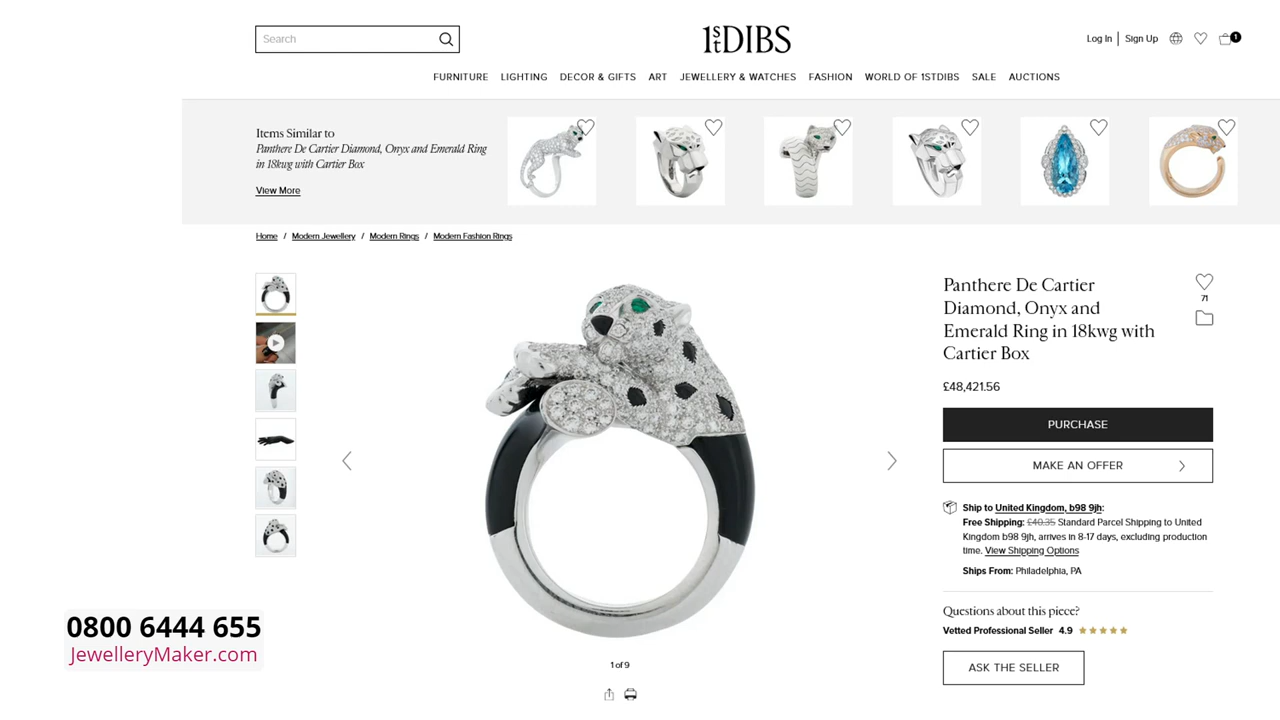 Search
1stDIBS
Log In
Sign Up
1
FURNITURE LIGHTING DECOR & GIFTS ART JEWELLERY & WATCHES FASHION WORLD OF 1STDIBS SALE AUCTIONS
Items Similar to
Panthere De Cartier Diamond, Onyx and Emerald Ring
in 18kwg with Cartier Box
View More
Home / Modern Jewellery / Modern Rings / Modern Fashion Rings
Panthere De Cartier
Diamond, Onyx and
Emerald Ring in 18kwg with
Cartier Box
71
£48,421.56
PURCHASE
MAKE AN OFFER
Ship to United Kingdom, b98 9jh:
Free Shipping: £40.35 Standard Parcel Shipping to United
Kingdom b98 9jh, arrives in 8-17 days, excluding production
time. View Shipping Options
Ships From: Philadelphia, PA
Questions about this piece?
Vetted Professional Seller 4.9
ASK THE SELLER
1 of 9
0800 6444 655
JewelleryMaker.com